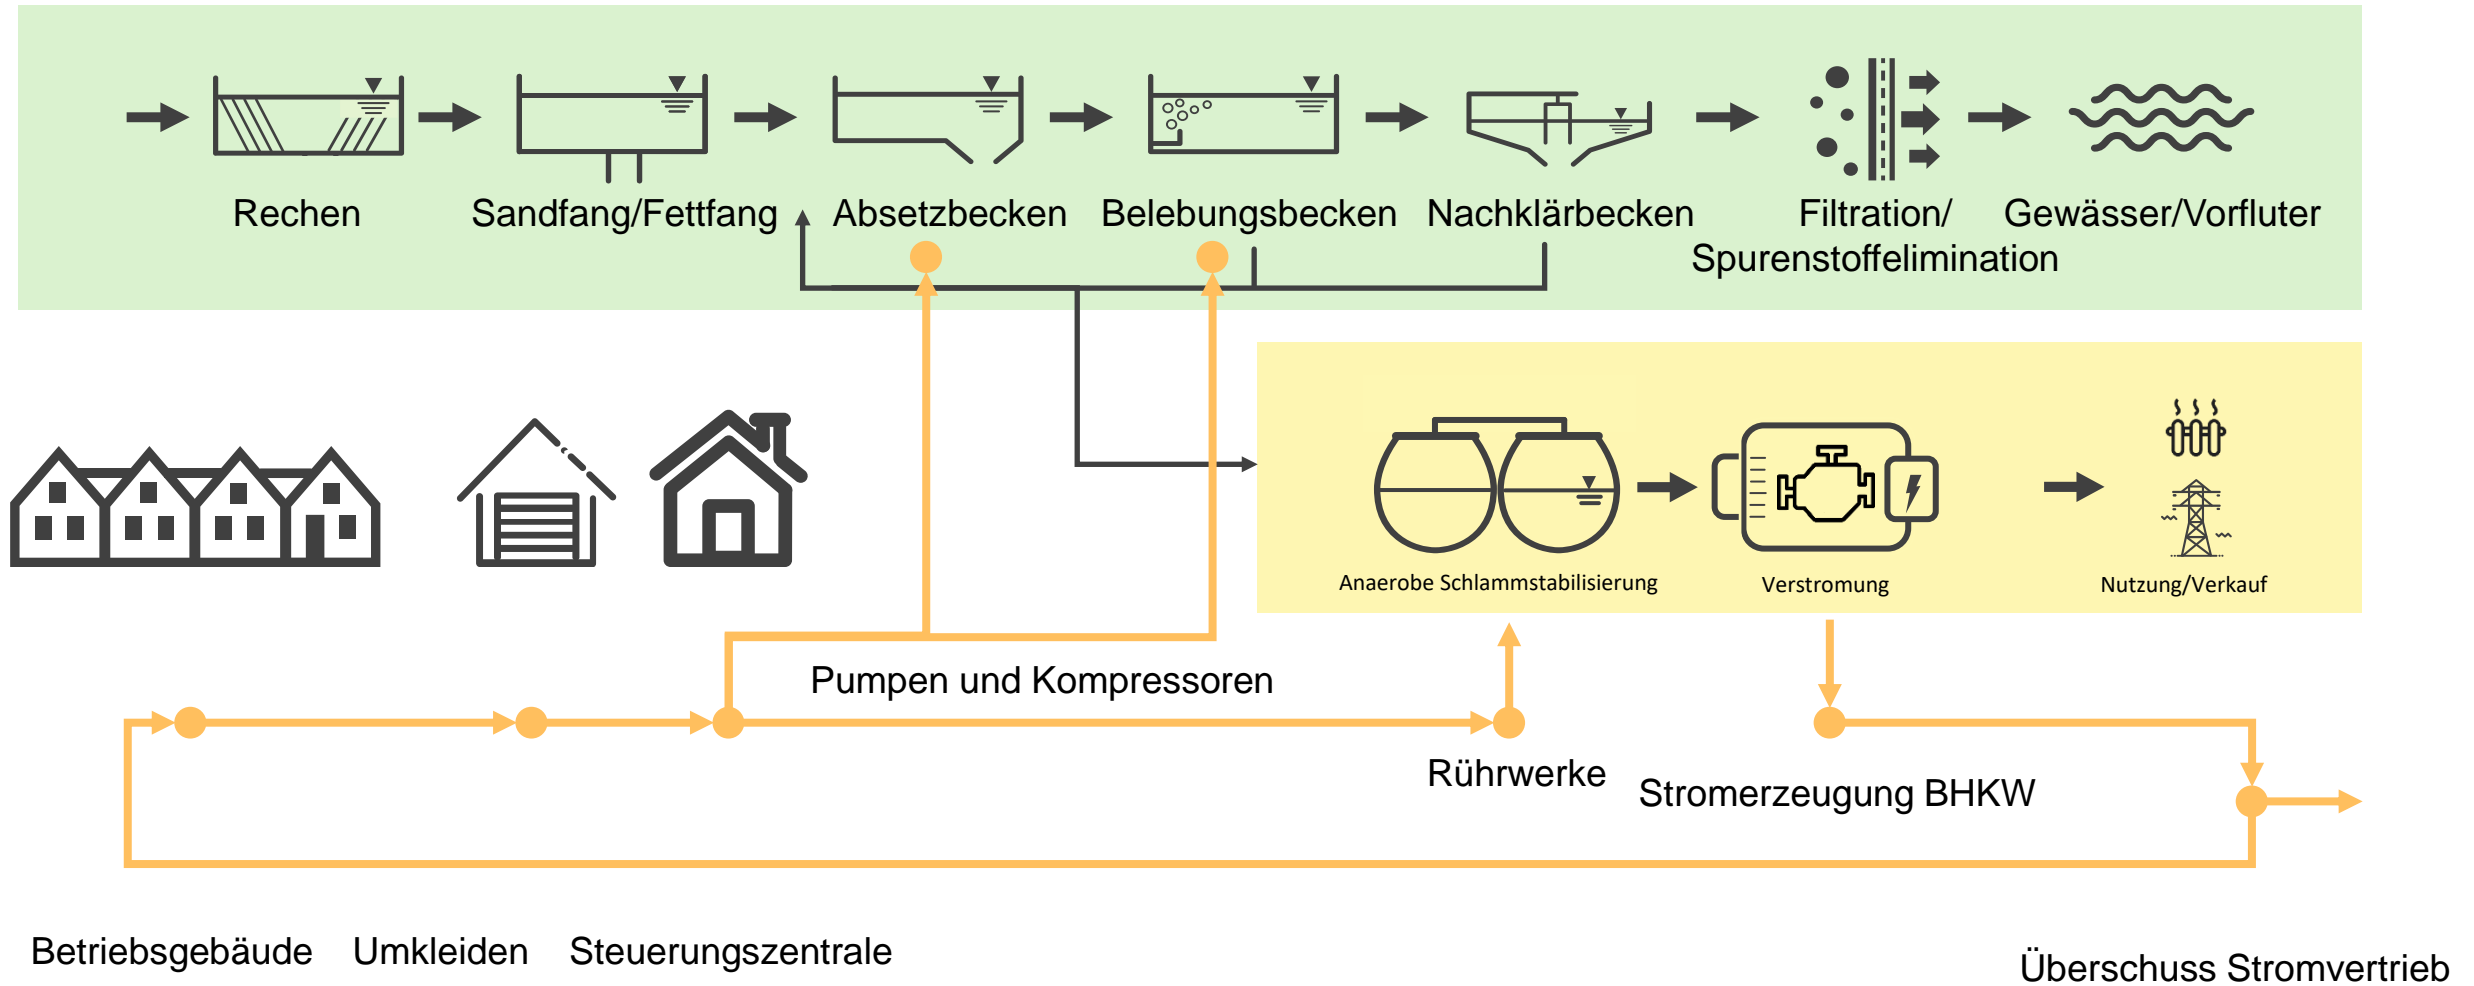 Rechen
Sandfang/Fettfang
Absetzbecken
Belebungsbecken
Nachklärbecken
Filtration/
Spurenstoffelimination
Gewässer/Vorfluter
Anaerobe Schlammstabilisierung
Verstromung
Nutzung/Verkauf
Pumpen und Kompressoren
Rührwerke
Stromerzeugung BHKW
Betriebsgebäude
Umkleiden
Steuerungszentrale
Überschuss Stromvertrieb